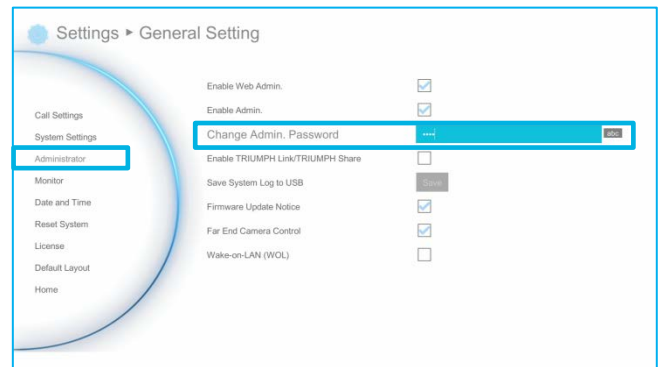 Settings ▸ General Setting
Call Settings
System Settings
Administrator
Monitor
Date and Time
Reset System
License
Default Layout
Home
Enable Web Admin.
Enable Admin.
Change Admin. Password •••• abc
Enable TRIUMPH Link/TRIUMPH Share
Save System Log to USB Save
Firmware Update Notice
Far End Camera Control
Wake-on-LAN (WOL)